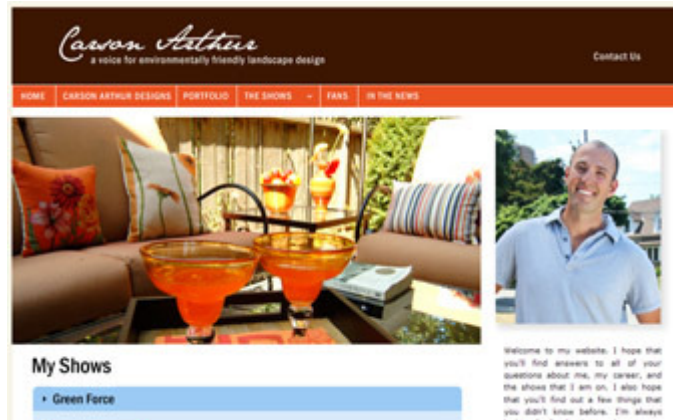 Carson Arthur
a voice for environmentally friendly landscape design
Contact Us
HOME
CARSON ARTHUR DESIGNS
PORTFOLIO
THE SHOWS
FANS
IN THE NEWS
My Shows
Green Force
Welcome to my website. I hope that
you'll find answers to all of your
questions about me, my career, and
the shows that I am on. I also hope
that you'll find out a few things that
you didn't know before. I'm always